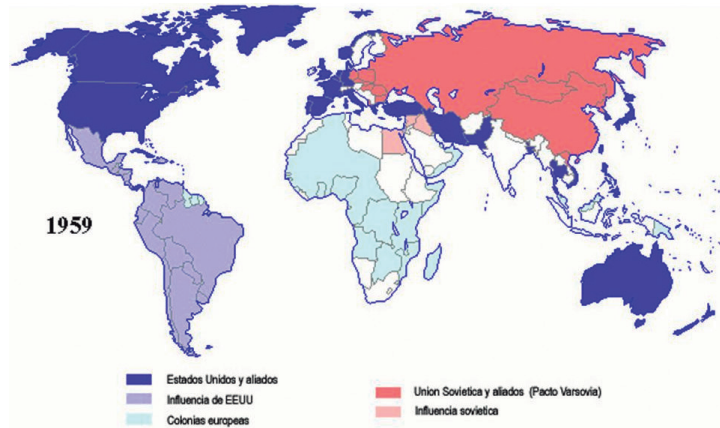 1959
Estados Unidos y aliados
Influencia de EEUU
Colonias europeas
Union Sovietica y aliados (Pacto Varsovia)
Influencia sovietica